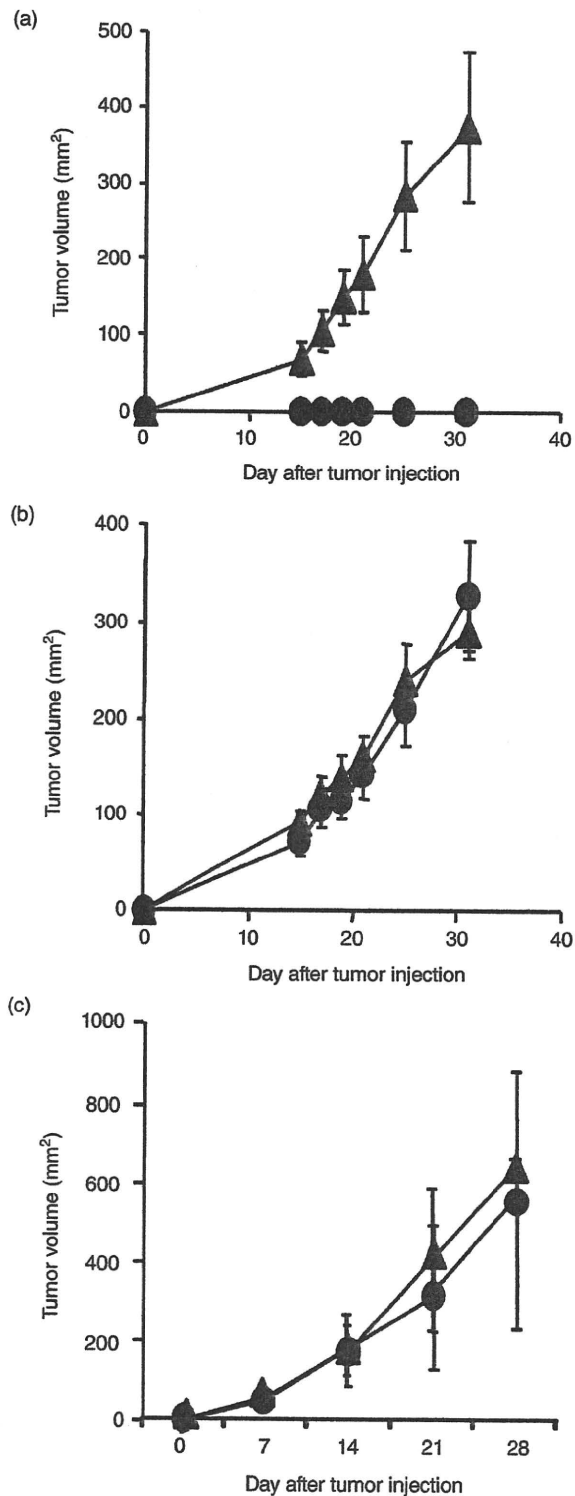 (a)
500
400
300
200
100
0
Tumor volume (mm²)
0 10 20 30 40
Day after tumor injection
(b)
400
300
200
100
0
Tumor volume (mm²)
0 10 20 30 40
Day after tumor injection
(c)
1000
800
600
400
200
0
Tumor volume (mm²)
0 7 14 21 28
Day after tumor injection